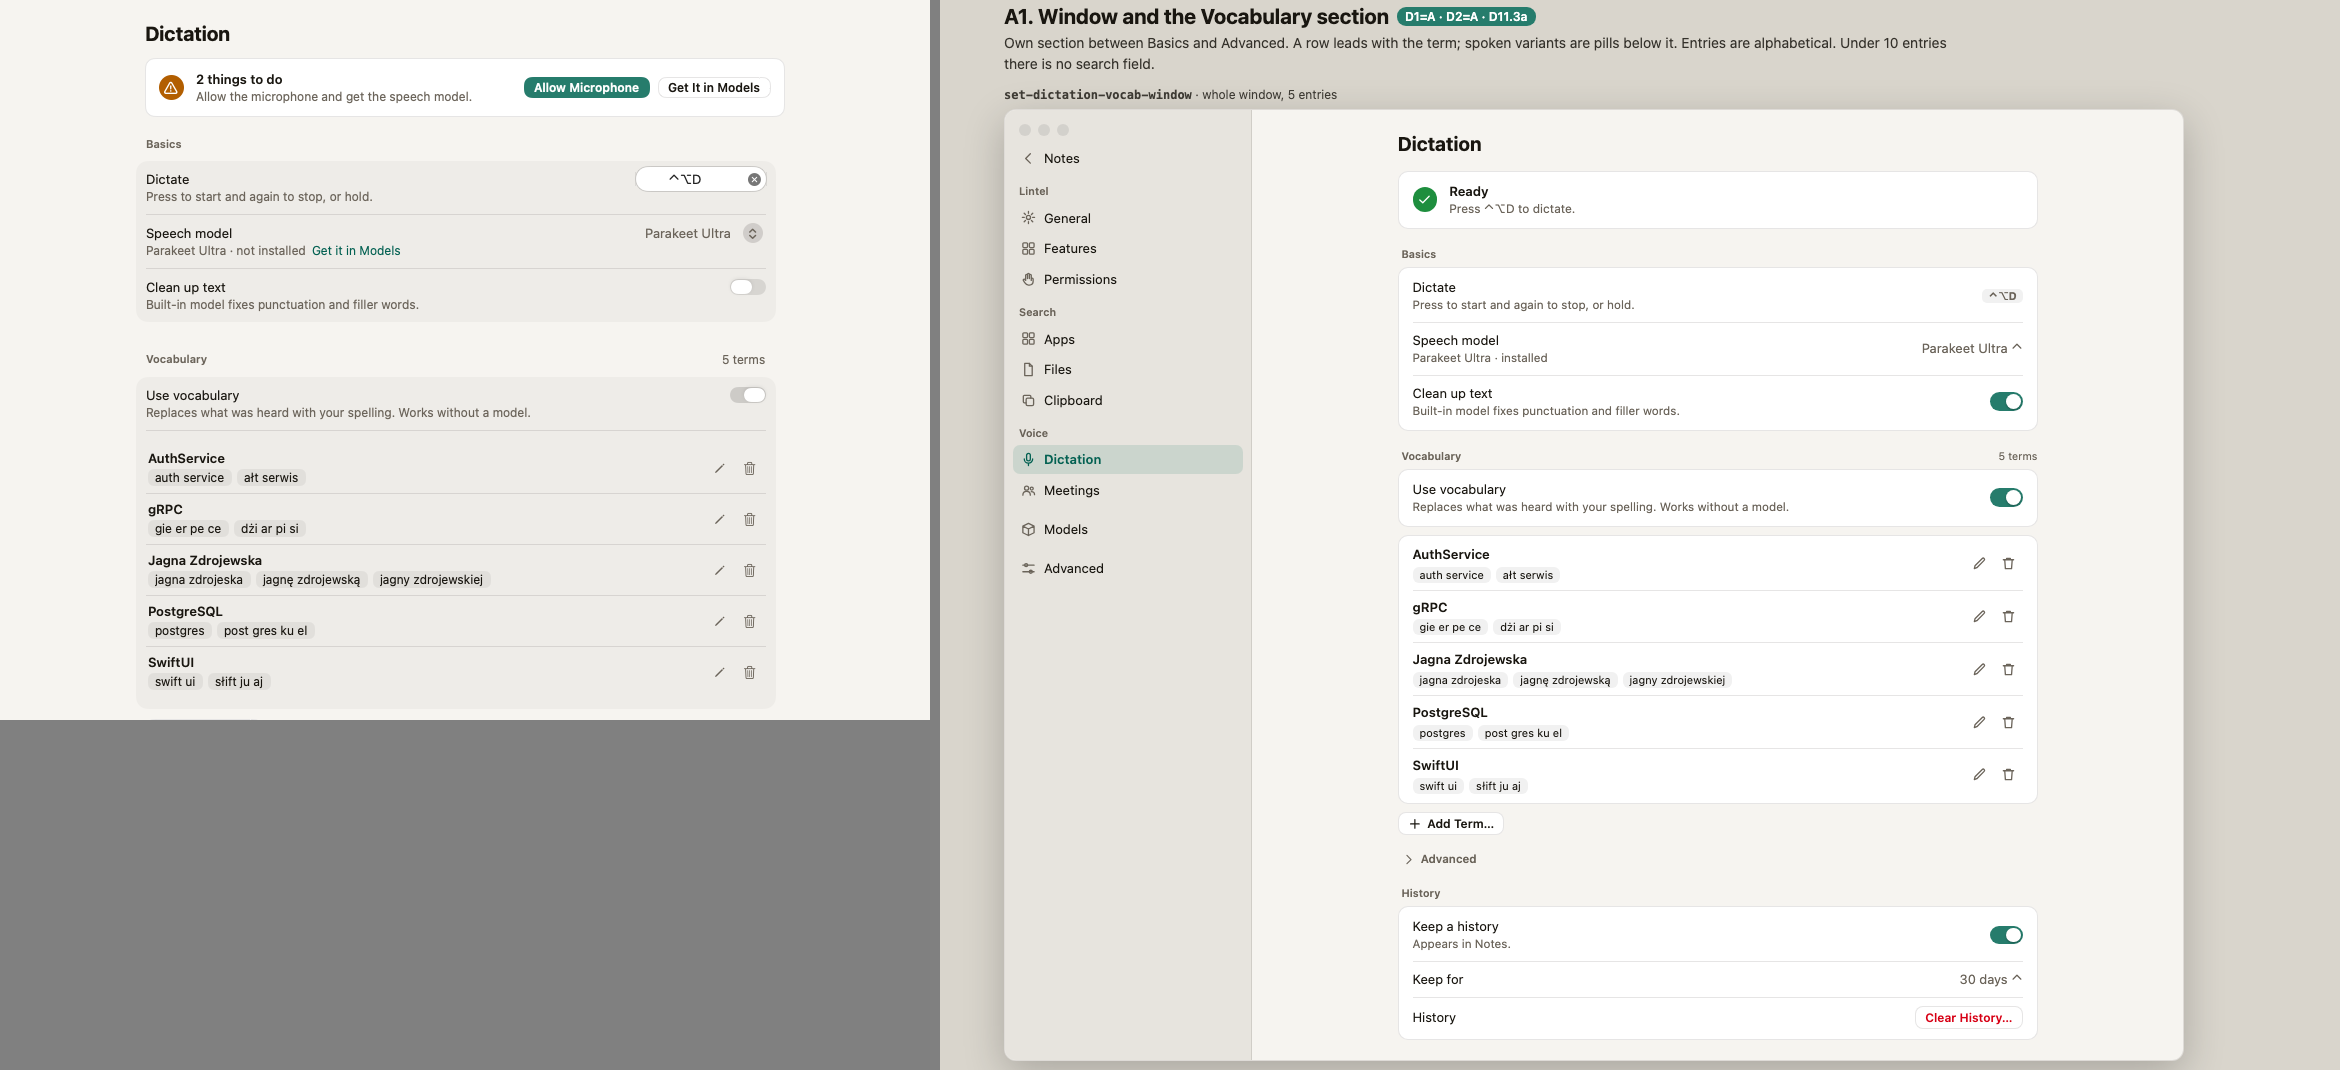 Dictation
2 things to do
Allow the microphone and get the speech model.
Allow Microphone
Get It in Models
Basics
Dictate
Press to start and again to stop, or hold.
⌃⌥D
Speech model
Parakeet Ultra · not installed Get it in Models
Parakeet Ultra
Clean up text
Built-in model fixes punctuation and filler words.
Vocabulary
5 terms
Use vocabulary
Replaces what was heard with your spelling. Works without a model.
AuthService
auth service
ałt serwis
gRPC
gie er pe ce
dżi ar pi si
Jagna Zdrojewska
jagna zdrojeska
jagnę zdrojewską
jagny zdrojewskiej
PostgreSQL
postgres
post gres ku el
SwiftUI
swift ui
słift ju aj
A1. Window and the Vocabulary section
D1=A · D2=A · D11.3a
Own section between Basics and Advanced. A row leads with the term; spoken variants are pills below it. Entries are alphabetical. Under 10 entries
there is no search field.
set-dictation-vocab-window · whole window, 5 entries
Notes
Lintel
General
Features
Permissions
Search
Apps
Files
Clipboard
Voice
Dictation
Meetings
Models
Advanced
Dictation
Ready
Press ⌃⌥D to dictate.
Basics
Dictate
Press to start and again to stop, or hold.
⌃⌥D
Speech model
Parakeet Ultra · installed
Parakeet Ultra
Clean up text
Built-in model fixes punctuation and filler words.
Vocabulary
5 terms
Use vocabulary
Replaces what was heard with your spelling. Works without a model.
AuthService
auth service
ałt serwis
gRPC
gie er pe ce
dżi ar pi si
Jagna Zdrojewska
jagna zdrojeska
jagnę zdrojewską
jagny zdrojewskiej
PostgreSQL
postgres
post gres ku el
SwiftUI
swift ui
słift ju aj
+ Add Term...
Advanced
History
Keep a history
Appears in Notes.
Keep for
30 days
History
Clear History...